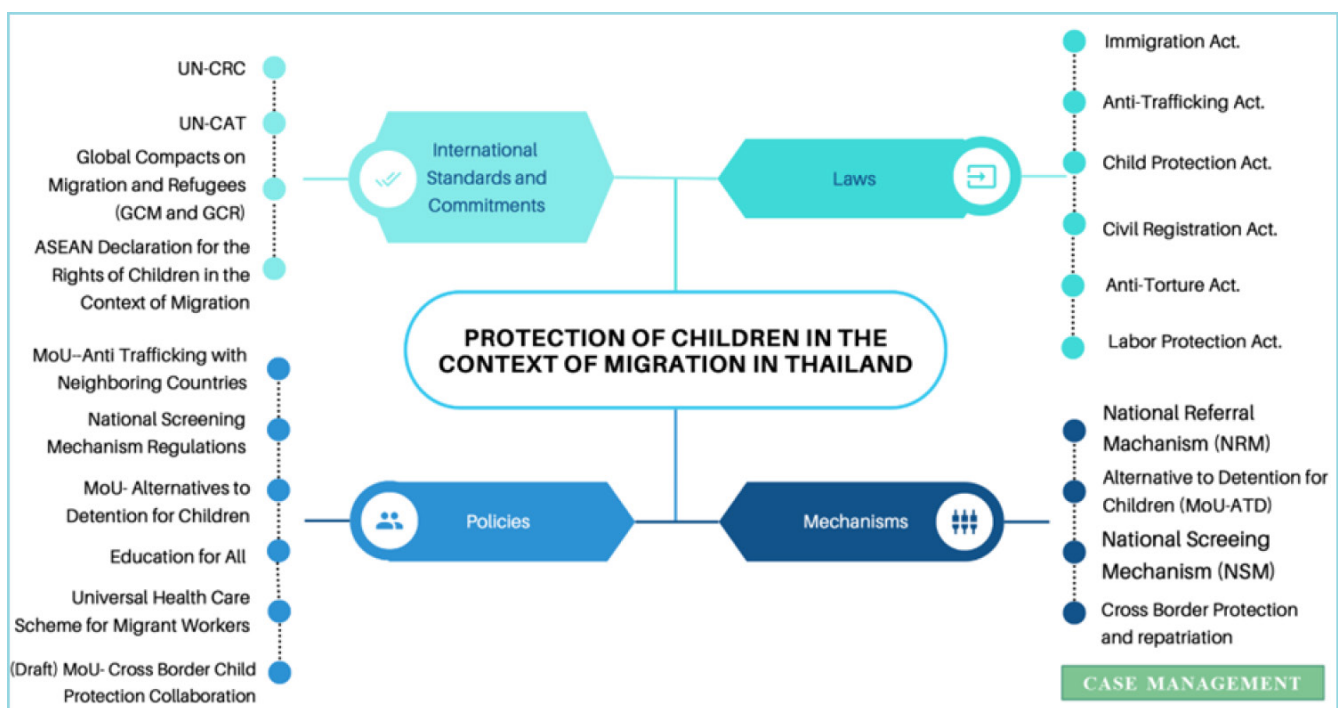 UN-CRC
UN-CAT
Global Compacts on
Migration and Refugees
(GCM and GCR)
ASEAN Declaration for the
Rights of Children in the
Context of Migration
International
Standards and
Commitments
Laws
Immigration Act.
Anti-Trafficking Act.
Child Protection Act.
Civil Registration Act.
Anti-Torture Act.
Labor Protection Act.
PROTECTION OF CHILDREN IN THE
CONTEXT OF MIGRATION IN THAILAND
MoU--Anti Trafficking with
Neighboring Countries
National Screening
Mechanism Regulations
MoU- Alternatives to
Detention for Children
Education for All
Universal Health Care
Scheme for Migrant Workers
(Draft) MoU- Cross Border Child
Protection Collaboration
Policies
Mechanisms
National Referral
Machanism (NRM)
Alternative to Detention for
Children (MoU-ATD)
National Screeing
Mechanism (NSM)
Cross Border Protection
and repatriation
CASE MANAGEMENT